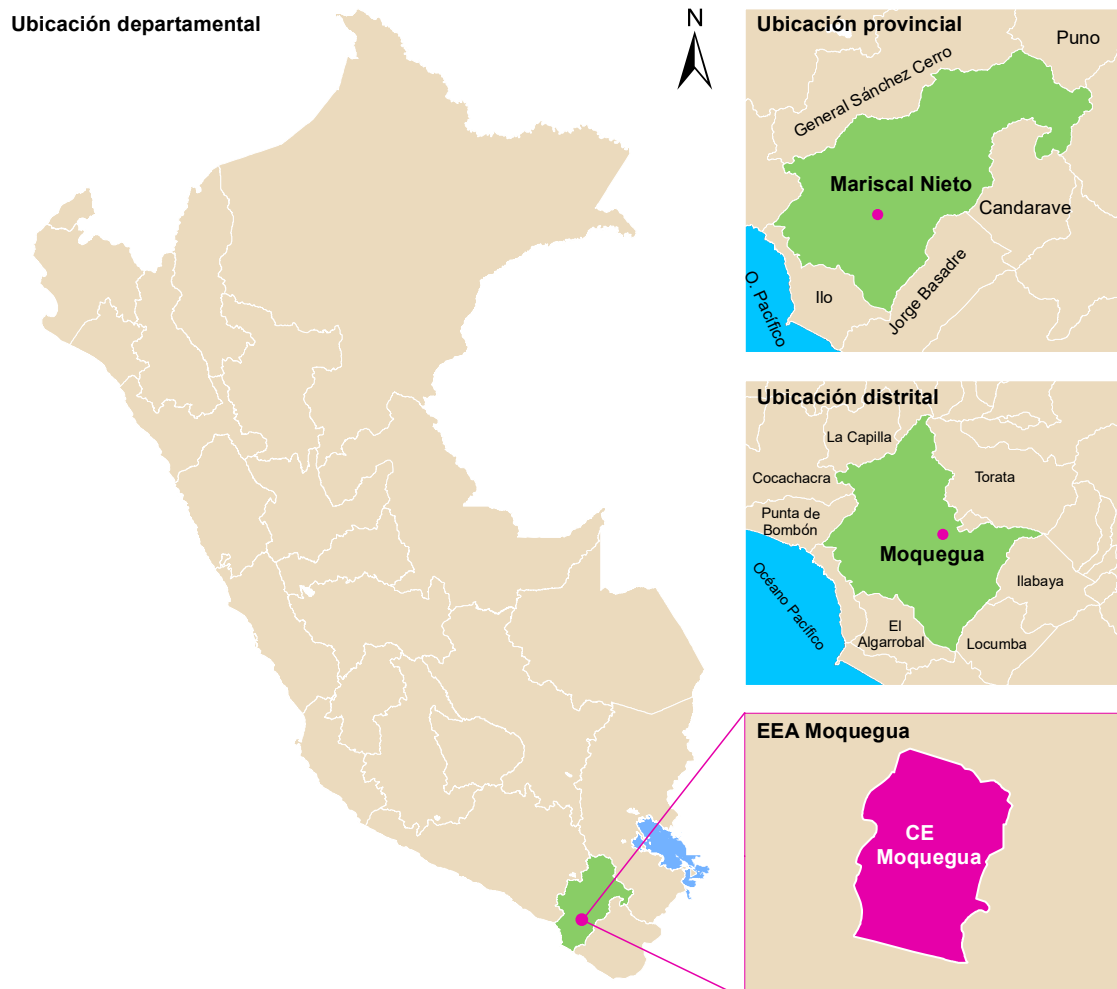 Ubicación departamental
N
Ubicación provincial
Puno
General Sánchez Cerro
Mariscal Nieto
Candarave
Ilo
Jorge Basadre
O. Pacífico
Ubicación distrital
La Capilla
Cocachacra
Torata
Punta de
Bombón
Moquegua
Océano Pacífico
Ilabaya
El
Algarrobal
Locumba
EEA Moquegua
CE
Moquegua